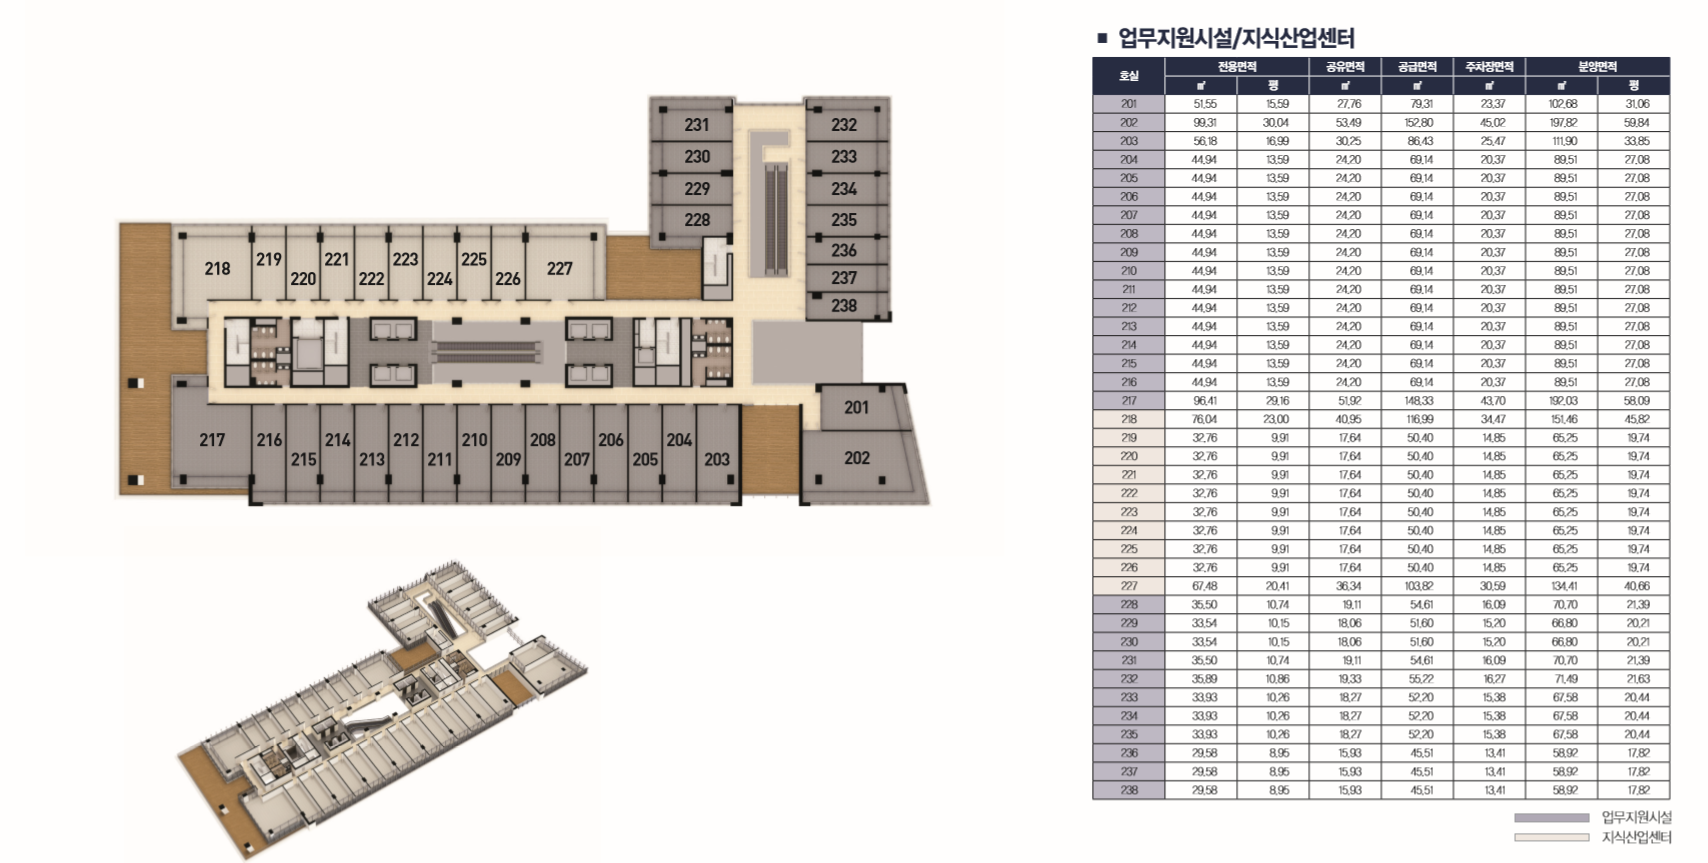 ■ 업무지원시설/지식산업센터
호실 전용면적 공유면적 공급면적 주차장면적 분양면적
㎡ 평 ㎡ ㎡ ㎡ ㎡ 평
201 51.55 15.59 27.76 79.31 23.37 102.68 31.06
202 99.31 30.04 53.49 152.80 45.02 197.82 59.84
203 56.18 16.99 30.25 86.43 25.47 111.90 33.85
204 44.94 13.59 24.20 69.14 20.37 89.51 27.08
205 44.94 13.59 24.20 69.14 20.37 89.51 27.08
206 44.94 13.59 24.20 69.14 20.37 89.51 27.08
207 44.94 13.59 24.20 69.14 20.37 89.51 27.08
208 44.94 13.59 24.20 69.14 20.37 89.51 27.08
209 44.94 13.59 24.20 69.14 20.37 89.51 27.08
210 44.94 13.59 24.20 69.14 20.37 89.51 27.08
211 44.94 13.59 24.20 69.14 20.37 89.51 27.08
212 44.94 13.59 24.20 69.14 20.37 89.51 27.08
213 44.94 13.59 24.20 69.14 20.37 89.51 27.08
214 44.94 13.59 24.20 69.14 20.37 89.51 27.08
215 44.94 13.59 24.20 69.14 20.37 89.51 27.08
216 44.94 13.59 24.20 69.14 20.37 89.51 27.08
217 96.41 29.16 51.92 148.33 43.70 192.03 58.09
218 76.04 23.00 40.95 116.99 34.47 151.46 45.82
219 32.76 9.91 17.64 50.40 14.85 65.25 19.74
220 32.76 9.91 17.64 50.40 14.85 65.25 19.74
221 32.76 9.91 17.64 50.40 14.85 65.25 19.74
222 32.76 9.91 17.64 50.40 14.85 65.25 19.74
223 32.76 9.91 17.64 50.40 14.85 65.25 19.74
224 32.76 9.91 17.64 50.40 14.85 65.25 19.74
225 32.76 9.91 17.64 50.40 14.85 65.25 19.74
226 32.76 9.91 17.64 50.40 14.85 65.25 19.74
227 67.48 20.41 36.34 103.82 30.59 134.41 40.66
228 35.50 10.74 19.11 54.61 16.09 70.70 21.39
229 33.54 10.15 18.06 51.60 15.20 66.80 20.21
230 33.54 10.15 18.06 51.60 15.20 66.80 20.21
231 35.50 10.74 19.11 54.61 16.09 70.70 21.39
232 35.89 10.86 19.33 55.22 16.27 71.49 21.63
233 33.93 10.26 18.27 52.20 15.38 67.58 20.44
234 33.93 10.26 18.27 52.20 15.38 67.58 20.44
235 33.93 10.26 18.27 52.20 15.38 67.58 20.44
236 29.58 8.95 15.93 45.51 13.41 58.92 17.82
237 29.58 8.95 15.93 45.51 13.41 58.92 17.82
238 29.58 8.95 15.93 45.51 13.41 58.92 17.82
업무지원시설
지식산업센터
231 232
230 233
229 234
228 235
236
237
238
218 219 220 221 222 223 224 225 226 227
201
202
217 216 215 214 213 212 211 210 209 208 207 206 205 204 203